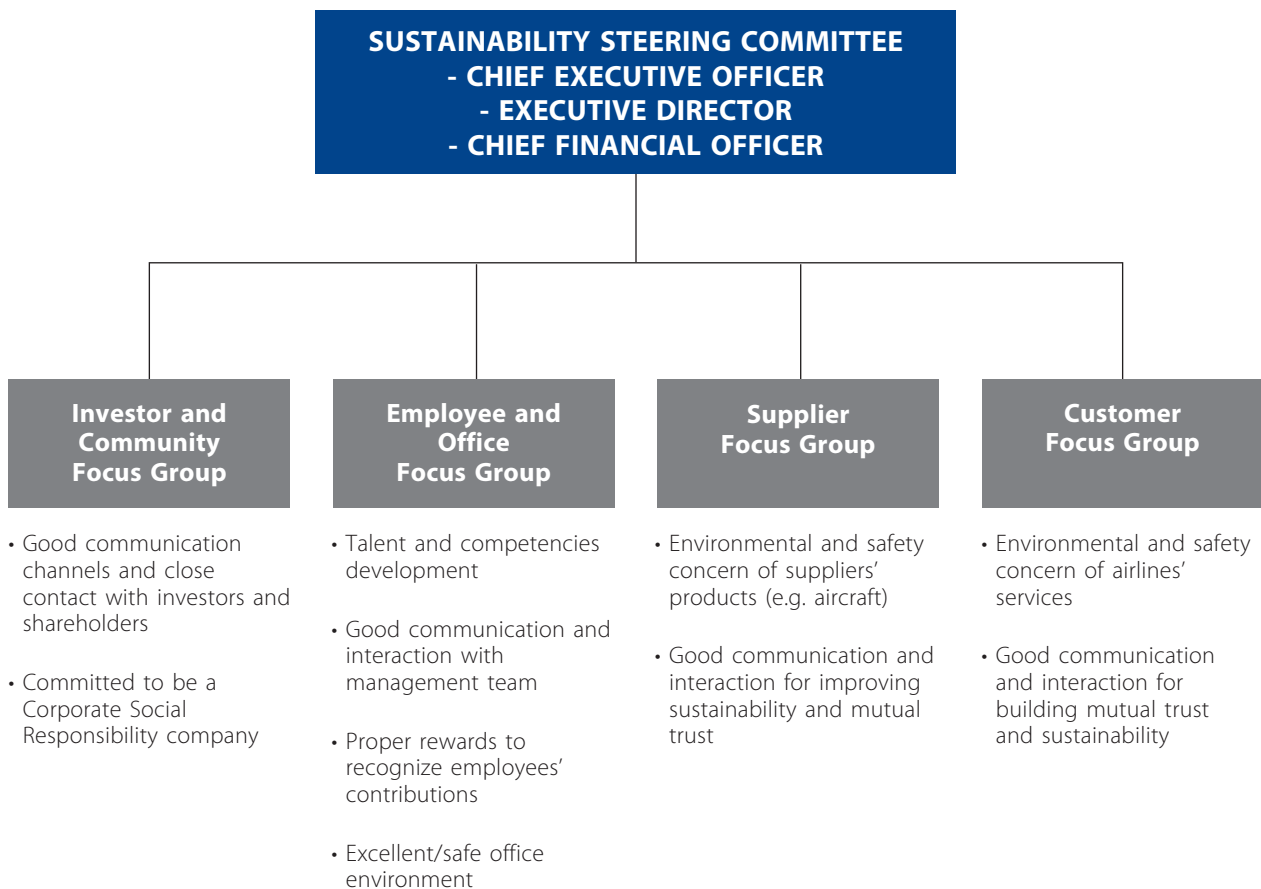 SUSTAINABILITY STEERING COMMITTEE
- CHIEF EXECUTIVE OFFICER
- EXECUTIVE DIRECTOR
- CHIEF FINANCIAL OFFICER
Investor and
Community
Focus Group
• Good communication
channels and close
contact with investors and
shareholders
• Committed to be a
Corporate Social
Responsibility company
Employee and
Office
Focus Group
• Talent and competencies
development
• Good communication and
interaction with
management team
• Proper rewards to
recognize employees’
contributions
• Excellent/safe office
environment
Supplier
Focus Group
• Environmental and safety
concern of suppliers’
products (e.g. aircraft)
• Good communication and
interaction for improving
sustainability and mutual
trust
Customer
Focus Group
• Environmental and safety
concern of airlines’
services
• Good communication
and interaction for
building mutual trust
and sustainability